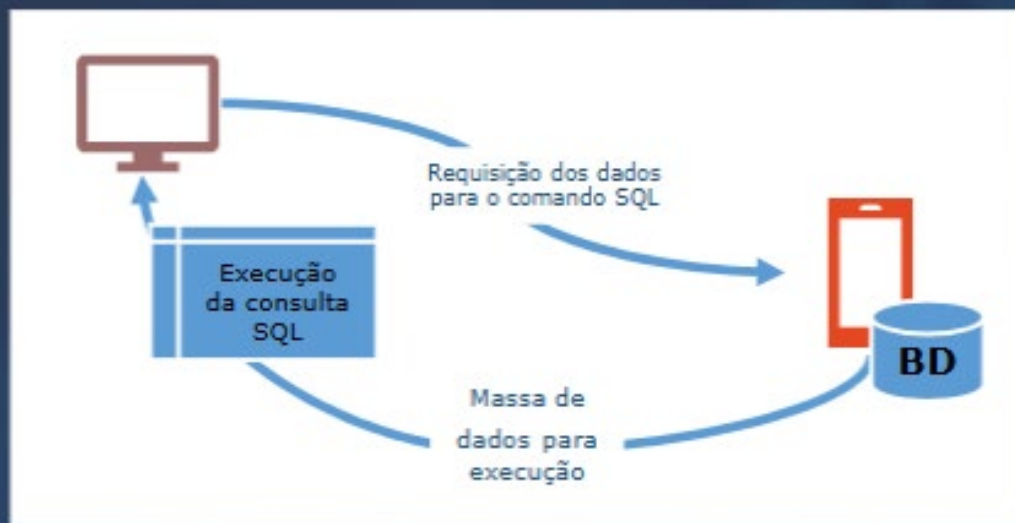 Requisição dos dados
para o comando SQL
Execução
da consulta
SQL
BD
Massa de
dados para
execução